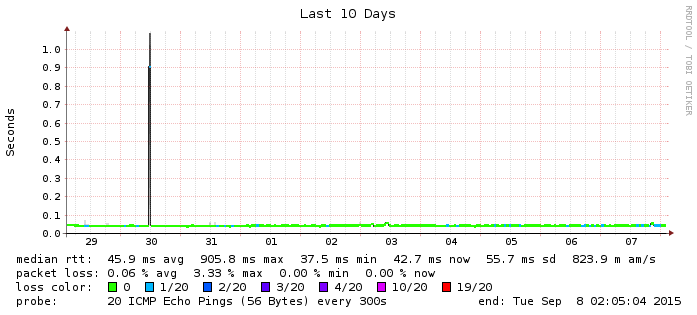 Last 10 Days
RRDTOOL / TOBI OETIKER
Seconds
1.0
0.9
0.8
0.7
0.6
0.5
0.4
0.3
0.2
0.1
0.0
29 30 31 01 02 03 04 05 06 07
median rtt: 45.9 ms avg 905.8 ms max 37.5 ms min 42.7 ms now 55.7 ms sd 823.9 m am/s
packet loss: 0.06 % avg 3.33 % max 0.00 % min 0.00 % now
loss color: 0 1/20 2/20 3/20 4/20 10/20 19/20
probe: 20 ICMP Echo Pings (56 Bytes) every 300s end: Tue Sep 8 02:05:04 2015